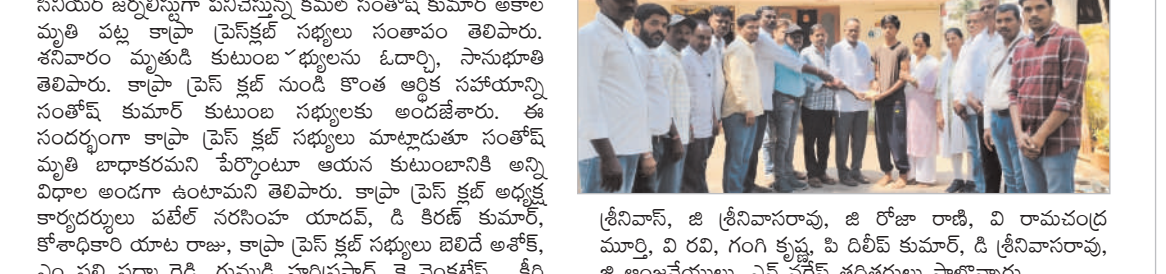 సీనియర్ జర్నలిస్టుగా పనిచేస్తున్న కమల్ సంతోష్ కుమార్ అకాల
మృతి పట్ల కాప్రా ప్రెస్‌క్లబ్ సభ్యులు సంతాపం తెలిపారు.
శనివారం మృతుడి కుటుంబ భ్యులను ఓదార్చి, సానుభూతి
తెలిపారు. కాప్రా ప్రెస్ క్లబ్ నుండి కొంత ఆర్థిక సహాయాన్ని
సంతోష్ కుమార్ కుటుంబ సభ్యులకు అందజేశారు. ఈ
సందర్భంగా కాప్రా ప్రెస్ క్లబ్ సభ్యులు మాట్లాడుతూ సంతోష్
మృతి బాధాకరమని పేర్కొంటూ ఆయన కుటుంబానికి అన్ని
విధాల అండగా ఉంటామని తెలిపారు. కాప్రా ప్రెస్ క్లబ్ అధ్యక్ష
కార్యదర్శులు పటేల్ నరసింహ యాదవ్, డి కిరణ్ కుమార్,
కోశాధికారి యాట రాజు, కాప్రా ప్రెస్ క్లబ్ సభ్యులు బెలిదే అశోక్,
శ్రీనివాస్, జి శ్రీనివాసరావు, జి రోజా రాణి, వి రామచంద్ర
మూర్తి, వి రవి, గంగి కృష్ణ, పి దిలీప్ కుమార్, డి శ్రీనివాసరావు,